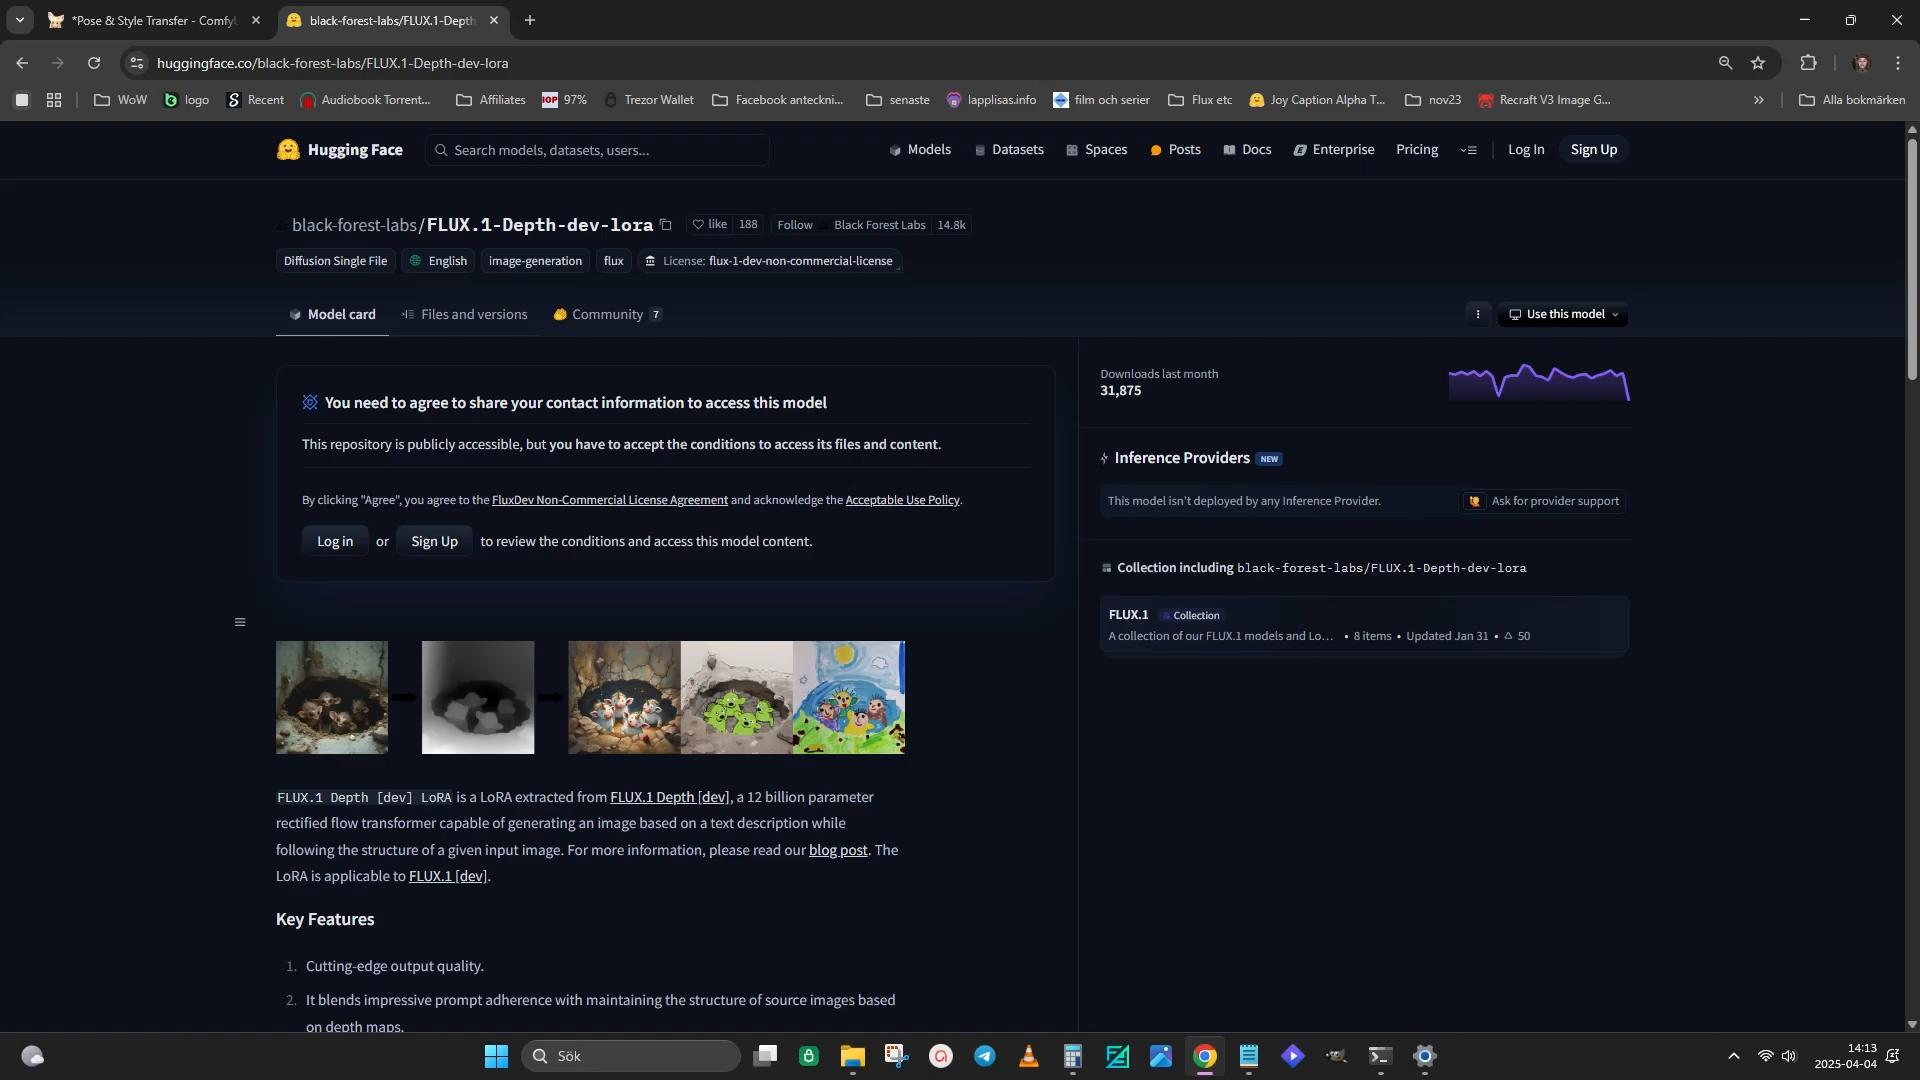 *Pose & Style Transfer - Comfy
black-forest-labs/FLUX.1-Depth
huggingface.co/black-forest-labs/FLUX.1-Depth-dev-lora
WoW
logo
Recent
Audiobook Torrent...
Affiliates
IOP 97%
Trezor Wallet
Facebook anteckni...
senaste
lapplisas.info
film och serier
Flux etc
Joy Caption Alpha T...
nov23
Recraft V3 Image G...
Alla bokmärken
Hugging Face
Search models, datasets, users...
Models
Datasets
Spaces
Posts
Docs
Enterprise
Pricing
Log In
Sign Up
black-forest-labs/FLUX.1-Depth-dev-lora
like 188
Follow Black Forest Labs 14.8k
Diffusion Single File
English
image-generation
flux
License: flux-1-dev-non-commercial-license
Model card
Files and versions
Community 7
Use this model
You need to agree to share your contact information to access this model
This repository is publicly accessible, but you have to accept the conditions to access its files and content.
By clicking "Agree", you agree to the FluxDev Non-Commercial License Agreement and acknowledge the Acceptable Use Policy.
Log in or Sign Up to review the conditions and access this model content.
Downloads last month
31,875
Inference Providers NEW
This model isn't deployed by any Inference Provider.
Ask for provider support
Collection including black-forest-labs/FLUX.1-Depth-dev-lora
FLUX.1 Collection
A collection of our FLUX.1 models and Lo... • 8 items • Updated Jan 31 • 50
FLUX.1 Depth [dev] LoRA is a LoRA extracted from FLUX.1 Depth [dev], a 12 billion parameter
rectified flow transformer capable of generating an image based on a text description while
following the structure of a given input image. For more information, please read our blog post. The
LoRA is applicable to FLUX.1 [dev].
Key Features
1. Cutting-edge output quality.
2. It blends impressive prompt adherence with maintaining the structure of source images based
on depth maps.
Sök
14:13
2025-04-04